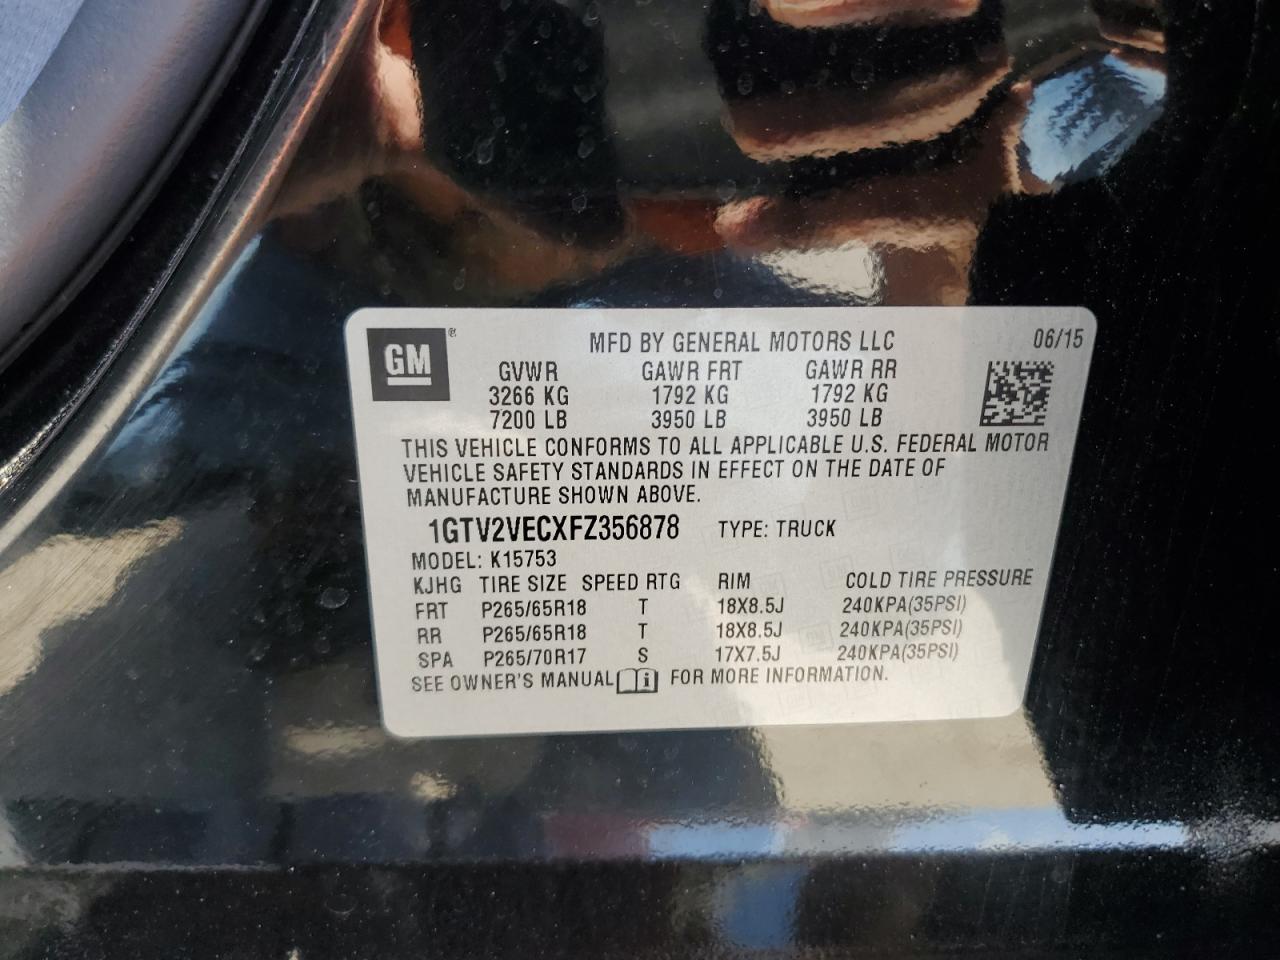 GM ®
MFD BY GENERAL MOTORS LLC 06/15
GVWR GAWR FRT GAWR RR
3266 KG 1792 KG 1792 KG
7200 LB 3950 LB 3950 LB
THIS VEHICLE CONFORMS TO ALL APPLICABLE U.S. FEDERAL MOTOR
VEHICLE SAFETY STANDARDS IN EFFECT ON THE DATE OF
MANUFACTURE SHOWN ABOVE.
1GTV2VECXFZ356878 TYPE: TRUCK
MODEL: K15753
KJHG TIRE SIZE SPEED RTG RIM COLD TIRE PRESSURE
FRT P265/65R18 T 18X8.5J 240KPA(35PSI)
RR P265/65R18 T 18X8.5J 240KPA(35PSI)
SPA P265/70R17 S 17X7.5J 240KPA(35PSI)
SEE OWNER'S MANUAL i FOR MORE INFORMATION.